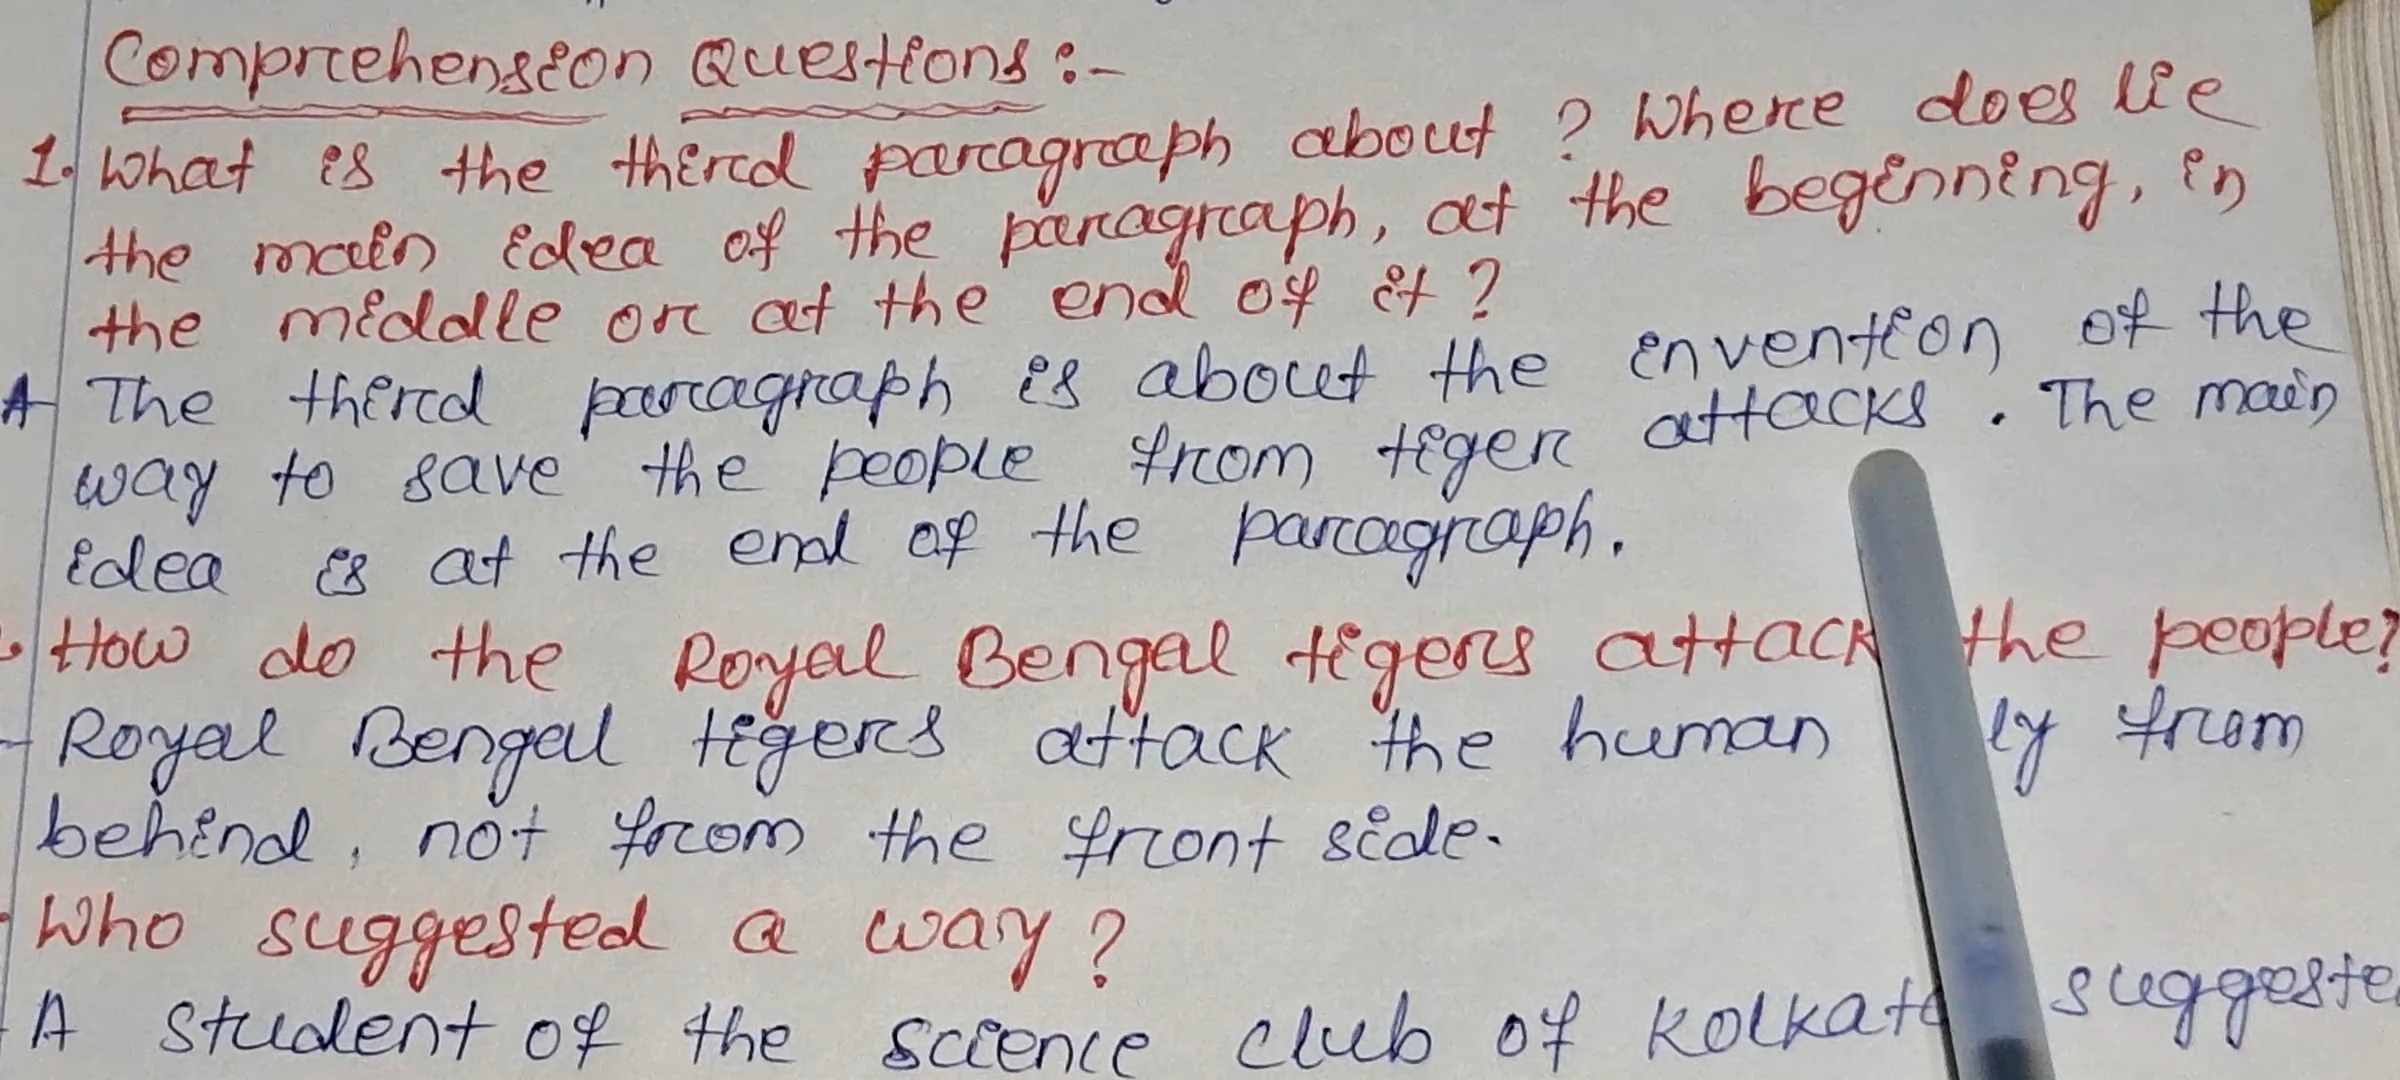 Comprehension Questions :-
1. What is the third paragraph about ? Where does lie
the main idea of the paragraph, at the beginning, in
the middle or at the end of it ?
A The third paragraph is about the invention of the
way to save the people from tiger attacks . The main
idea is at the end of the paragraph.
How do the Royal Bengal tigers attack the people?
Royal Bengal tigers attack the human ly from
behind, not from the front side.
Who suggested a way ?
A student of the science club of Kolkata suggeste